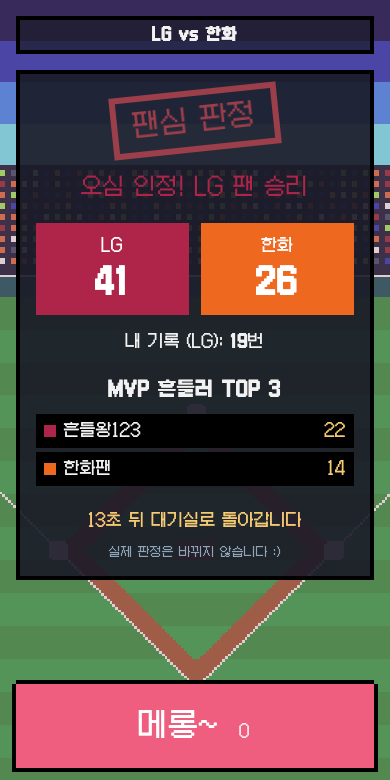 LG vs 한화
팬심 판정
오심 인정! LG 팬 승리
LG
41
한화
26
내 기록 (LG): 19번
MVP 흔들러 TOP 3
흔들왕123 22
한화팬 14
13초 뒤 대기실로 돌아갑니다
실제 판정은 바뀌지 않습니다 :)
메롱~ 0